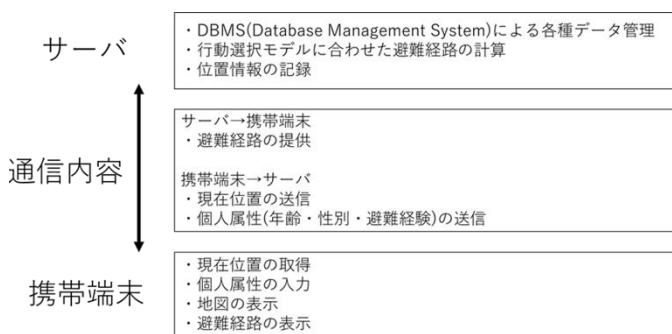 サーバ
・DBMS(Database Management System)による各種データ管理
・行動選択モデルに合わせた避難経路の計算
・位置情報の記録
通信内容
サーバ→携帯端末
・避難経路の提供
携帯端末→サーバ
・現在位置の送信
・個人属性(年齢・性別・避難経験)の送信
携帯端末
・現在位置の取得
・個人属性の入力
・地図の表示
・避難経路の表示